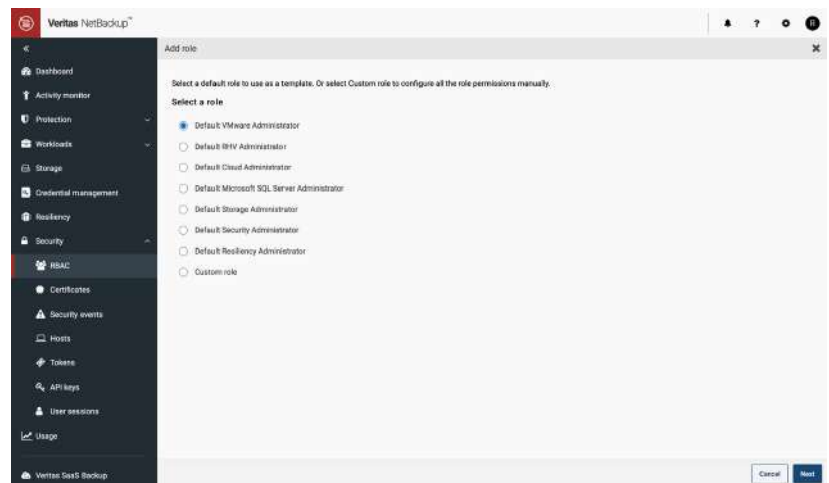 Veritas NetBackup™
Add role
Dashboard
Activity monitor
Protection
Workloads
Storage
Credential management
Resiliency
Security
RBAC
Certificates
Security events
Hosts
Tokens
API keys
User sessions
Usage
Veritas SaaS Backup
Select a default role to use as a template. Or select Custom role to configure all the role permissions manually.
Select a role
Default VMware Administrator
Default RHV Administrator
Default Cloud Administrator
Default Microsoft SQL Server Administrator
Default Storage Administrator
Default Security Administrator
Default Resiliency Administrator
Custom role
Cancel
Next